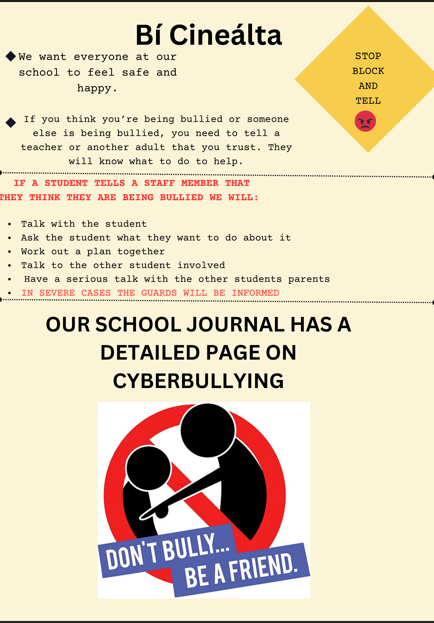 Bí Cineálta
We want everyone at our
school to feel safe and
happy.
STOP
BLOCK
AND
TELL
If you think you’re being bullied or someone
else is being bullied, you need to tell a
teacher or another adult that you trust. They
will know what to do to help.
IF A STUDENT TELLS A STAFF MEMBER THAT
THEY THINK THEY ARE BEING BULLIED WE WILL:
• Talk with the student
• Ask the student what they want to do about it
• Work out a plan together
• Talk to the other student involved
• Have a serious talk with the other students parents
• IN SEVERE CASES THE GUARDS WILL BE INFORMED
OUR SCHOOL JOURNAL HAS A
DETAILED PAGE ON
CYBERBULLYING
DON'T BULLY...
BE A FRIEND.